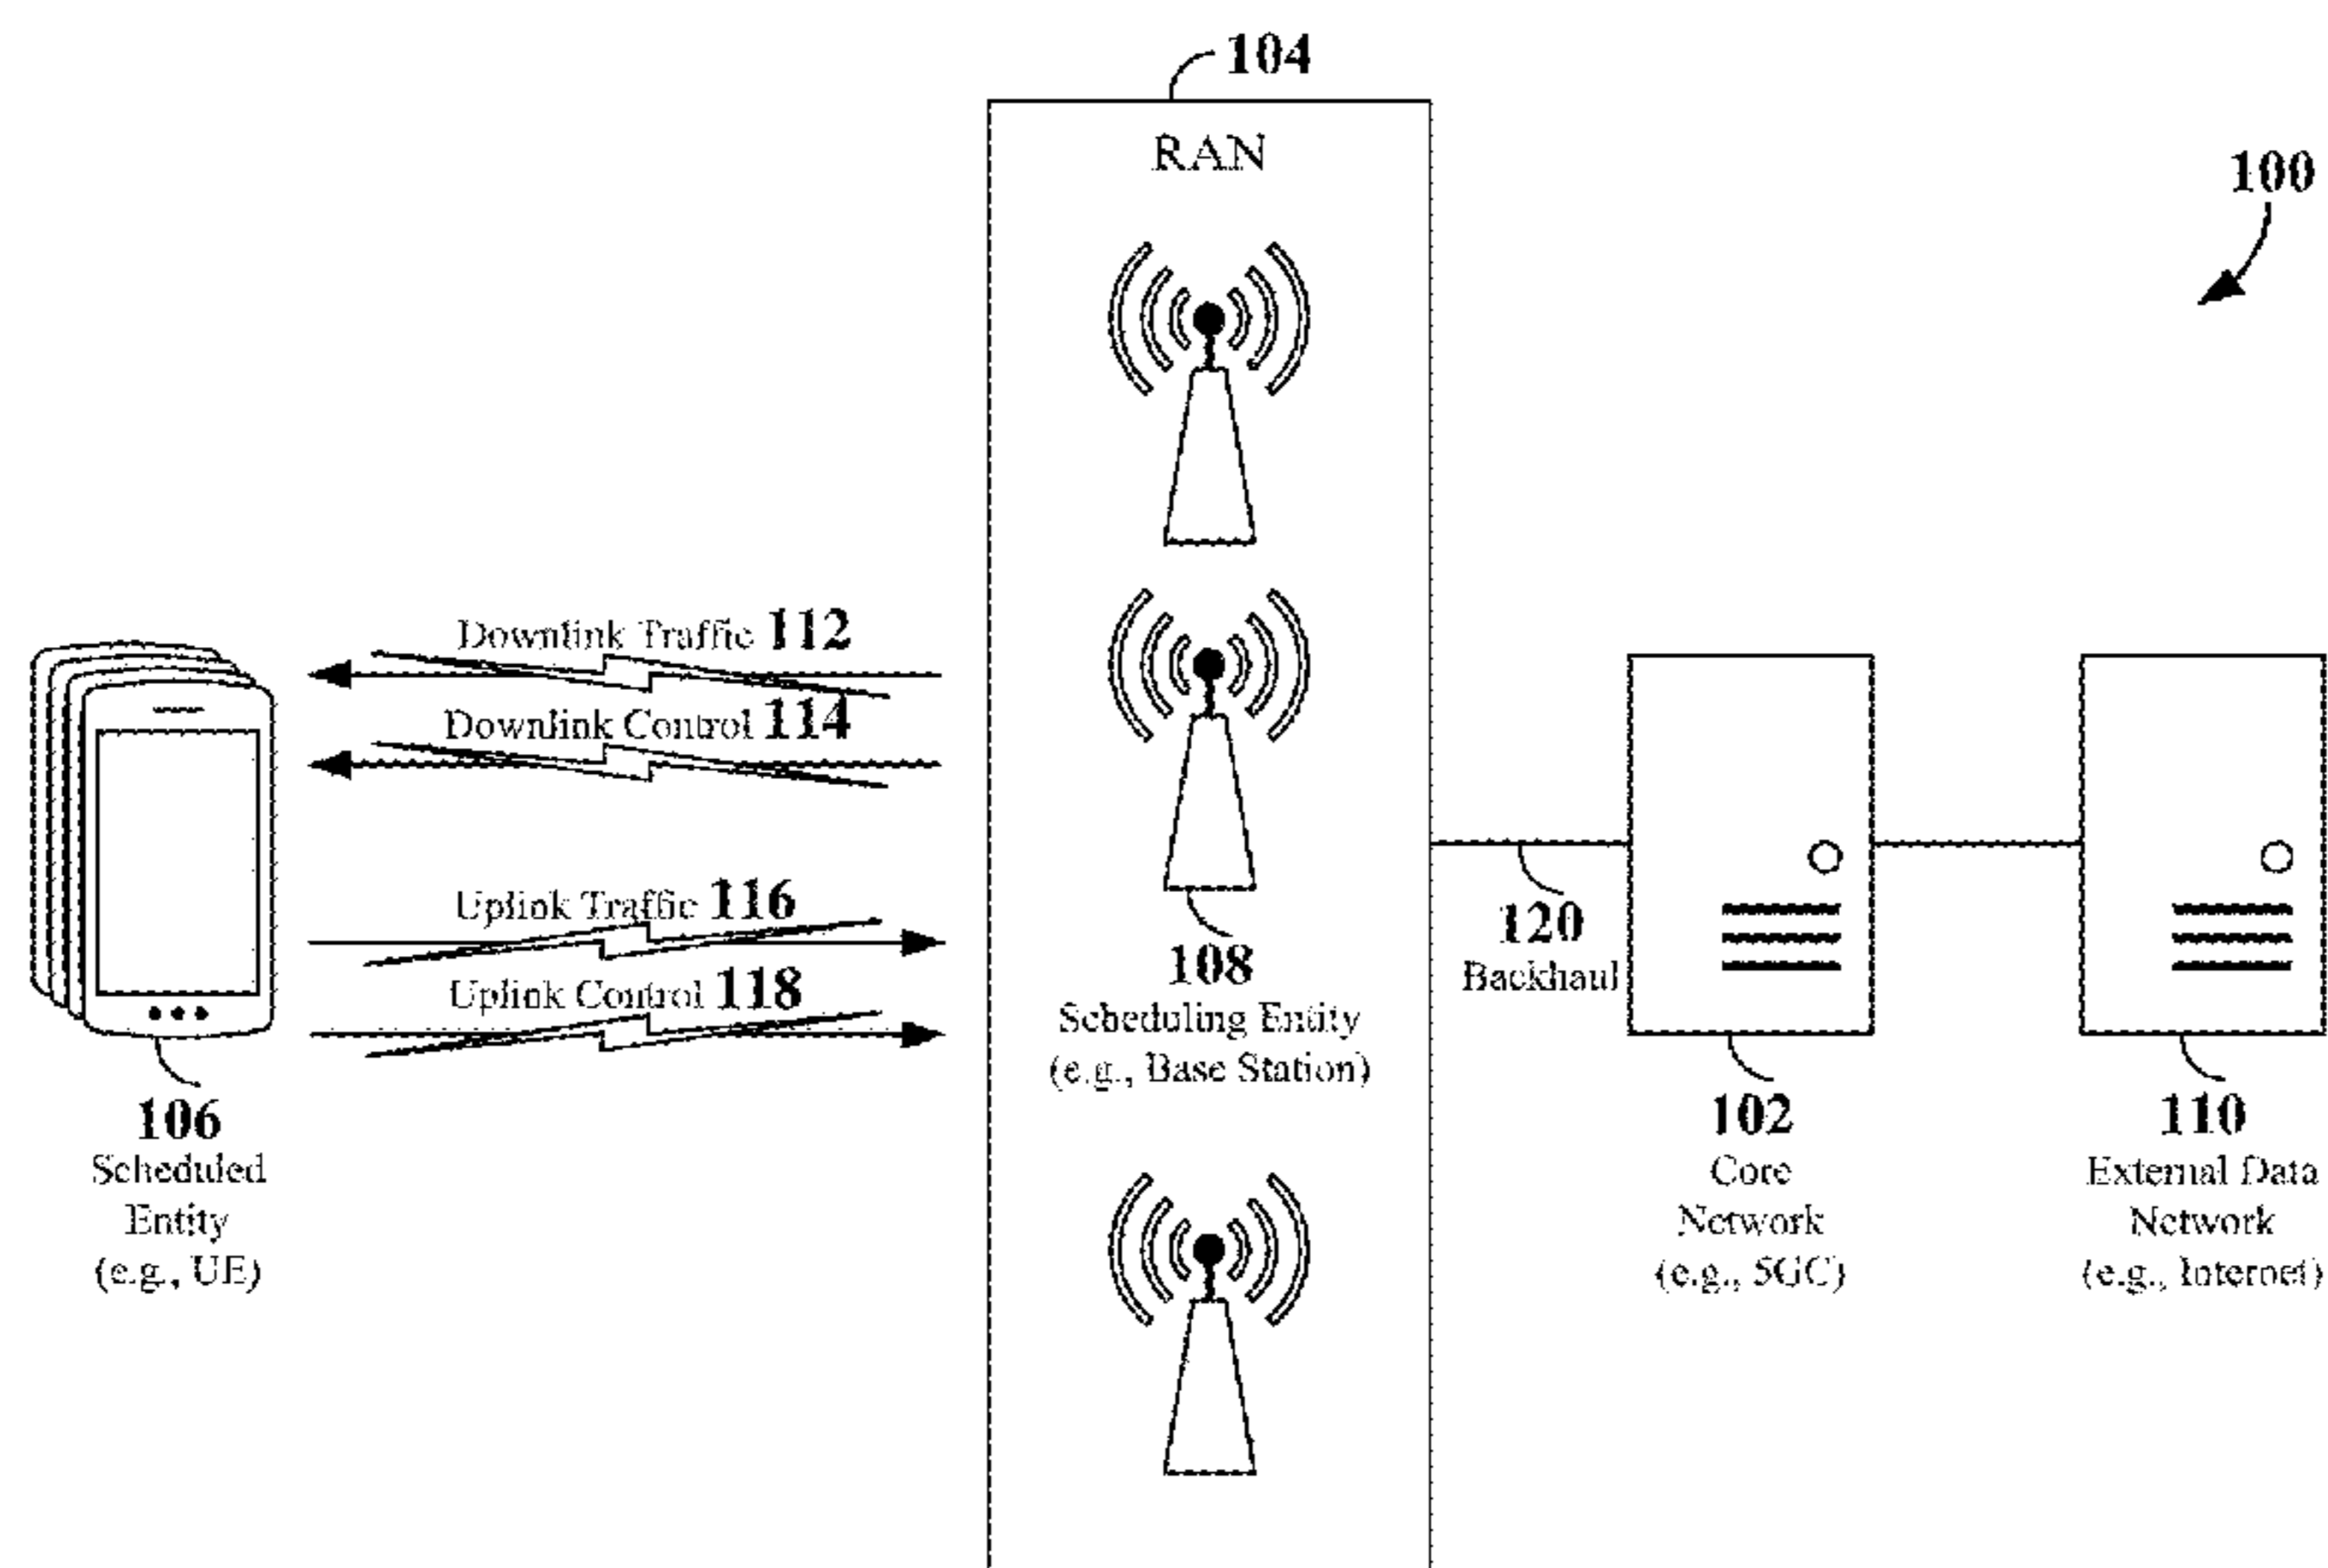 104
RAN
100
Downlink Traffic 112
Downlink Control 114
Uplink Traffic 116
Uplink Control 118
108
Scheduling Entity
(e.g., Base Station)
120
Backhaul
106
Scheduled
Entity
(e.g., UE)
102
Core
Network
(e.g., 5GC)
110
External Data
Network
(e.g., Internet)